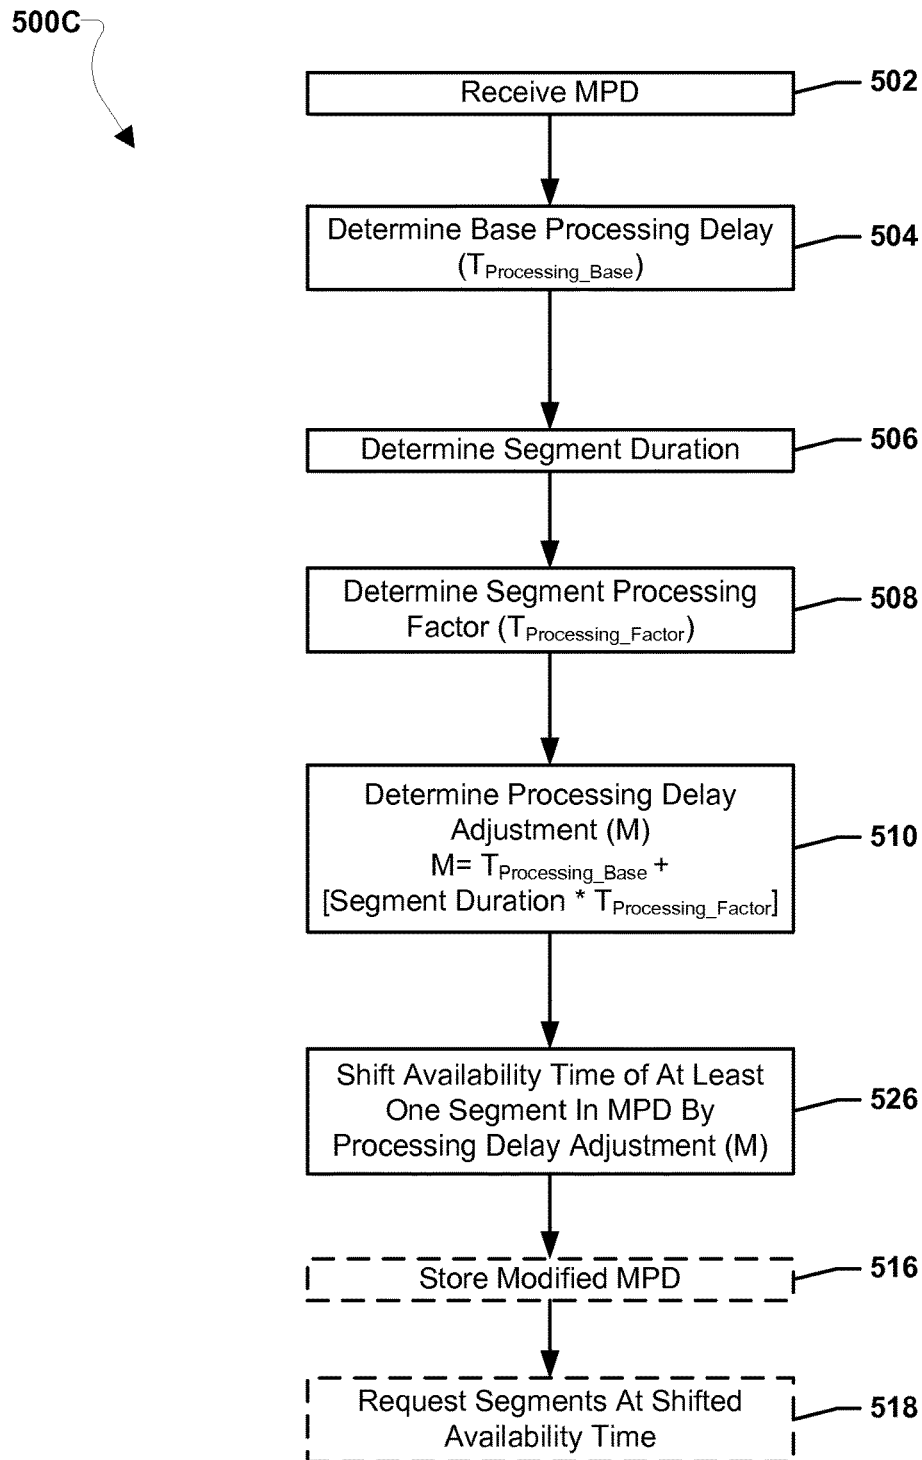 500C
Receive MPD
502
Determine Base Processing Delay
(TProcessing_Base)
504
Determine Segment Duration
506
Determine Segment Processing
Factor (TProcessing_Factor)
508
Determine Processing Delay
Adjustment (M)
M= TProcessing_Base +
[Segment Duration * TProcessing_Factor]
510
Shift Availability Time of At Least
One Segment In MPD By
Processing Delay Adjustment (M)
526
Store Modified MPD
516
Request Segments At Shifted
Availability Time
518